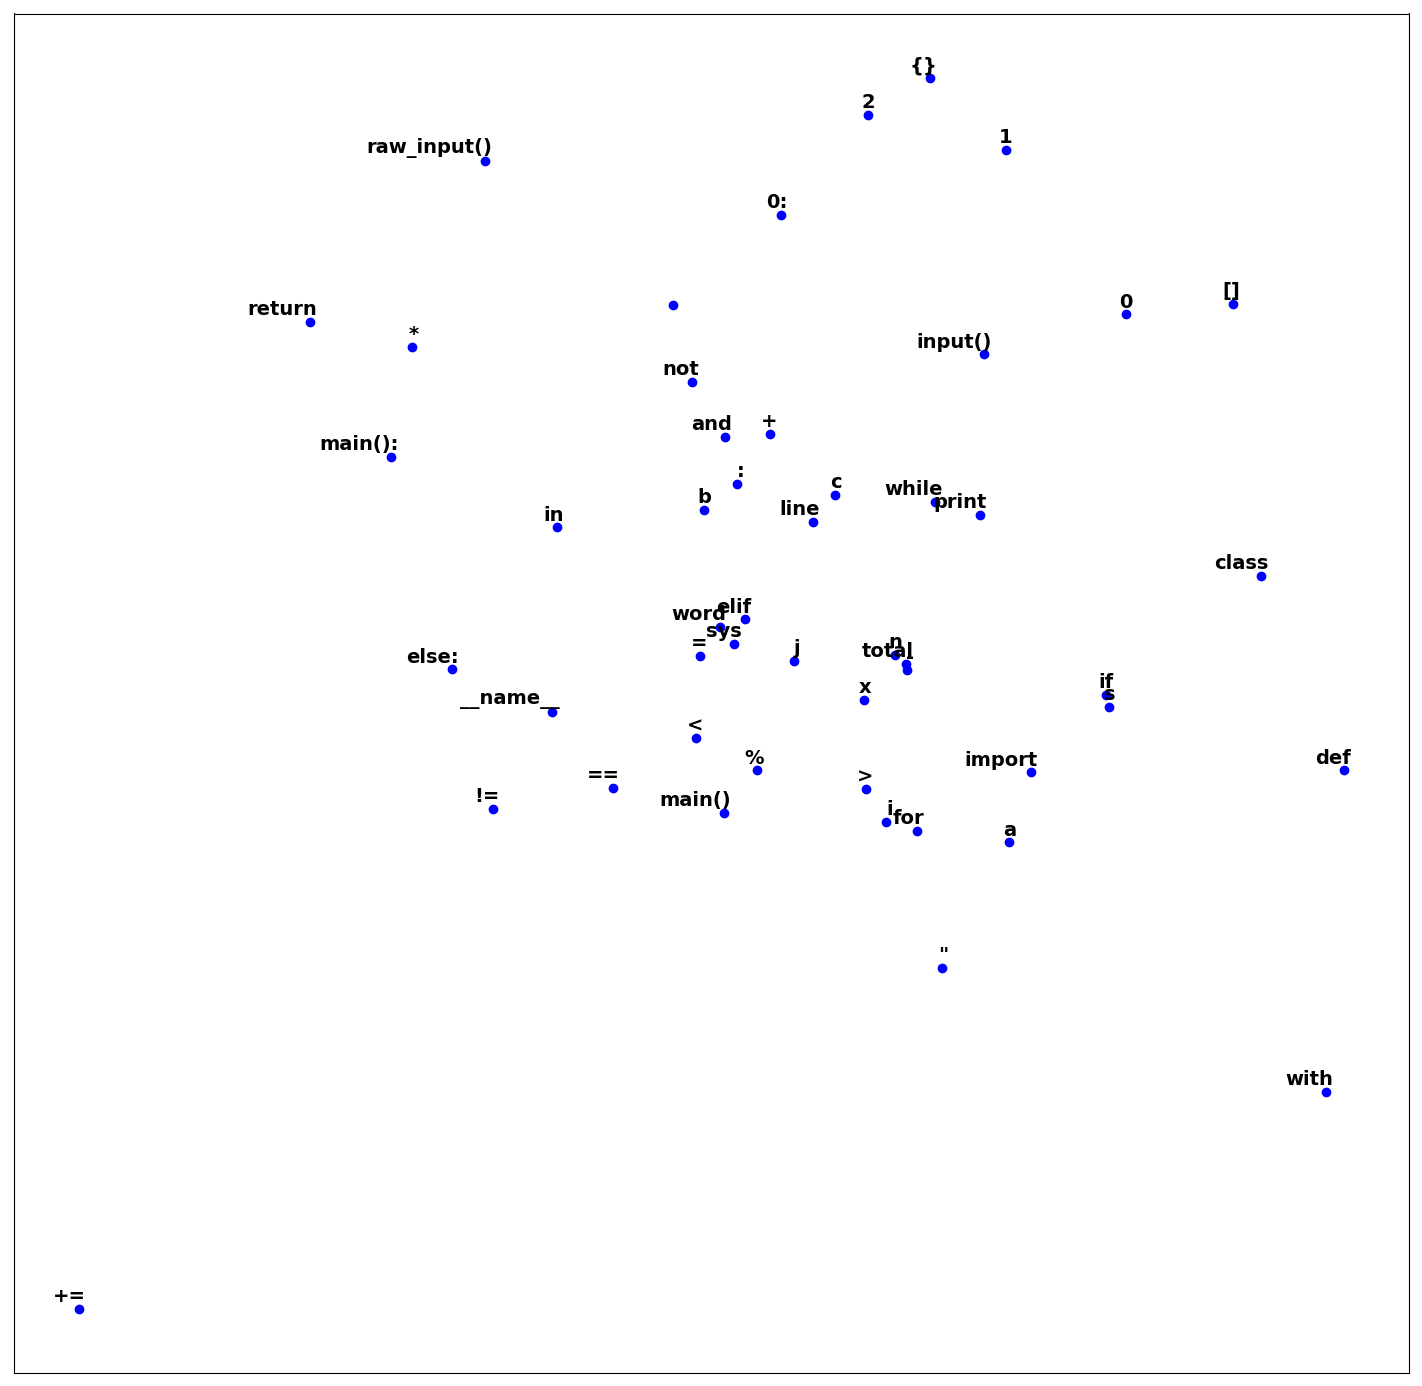 {}
2
1
raw_input()
0:
[]
0
return
*
input()
not
+
and
main():
:
c
while
b
print
line
in
class
elif
word
sys
=
n
j
total
else:
if
x
s
__name__
<
%
import
def
==
>
!=
main()
i
for
a
"
with
+=